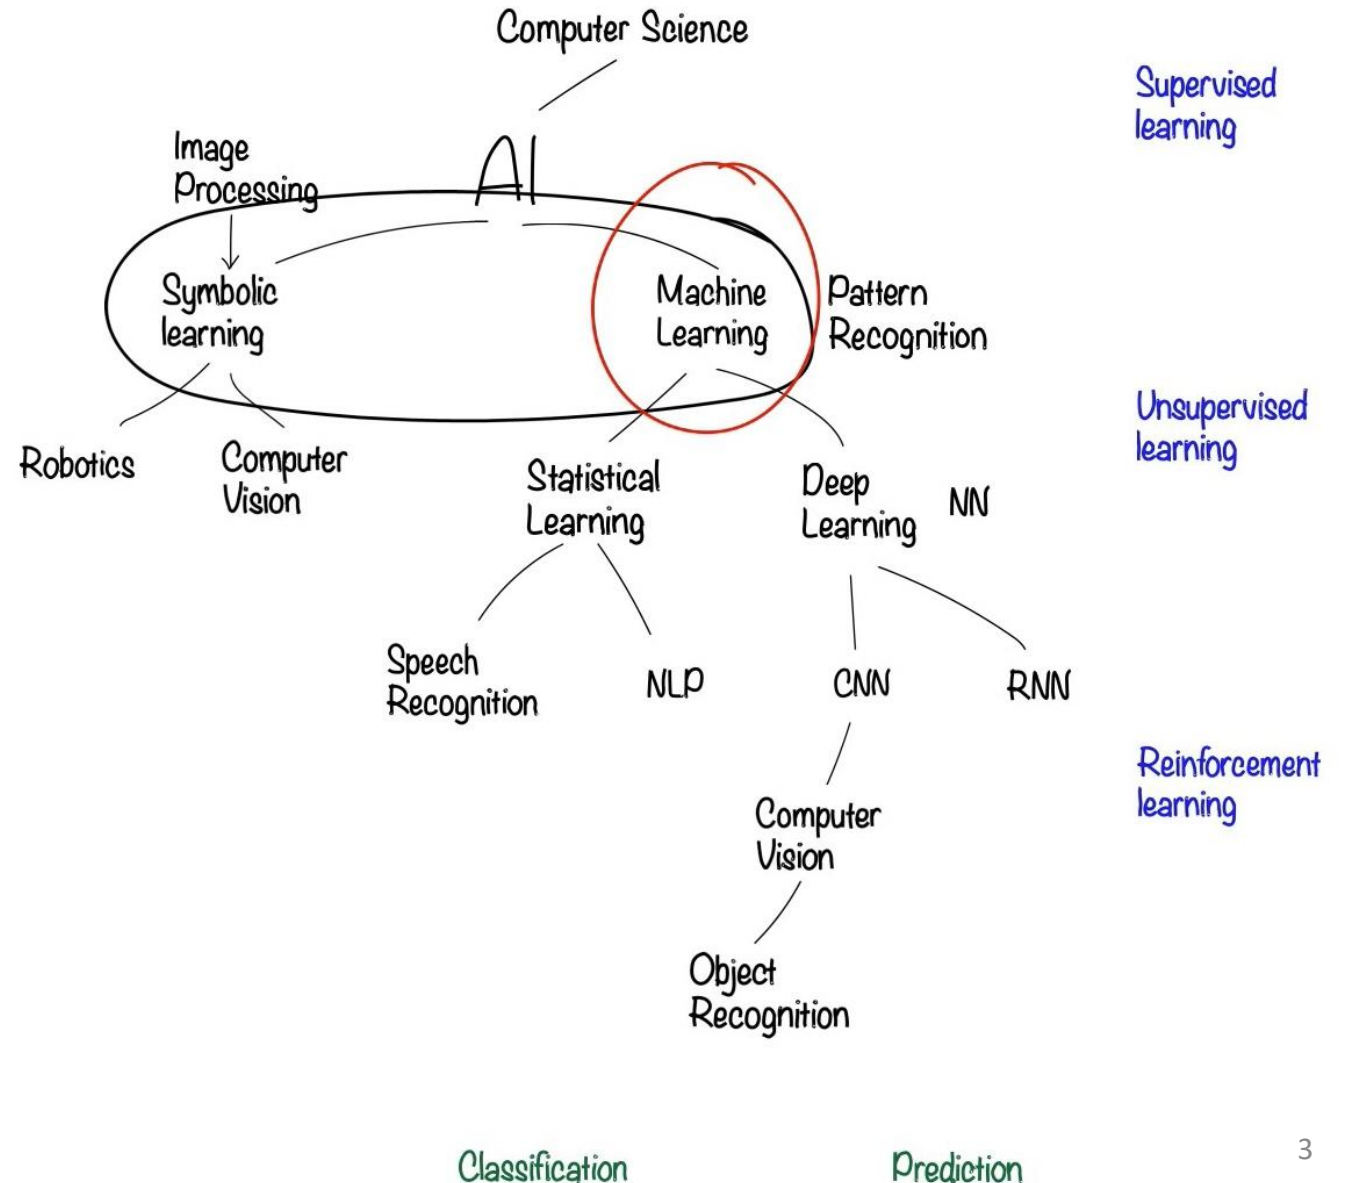 Computer Science
Supervised
learning
Image
Processing
AI
Symbolic
learning
Machine
Learning
Pattern
Recognition
Unsupervised
learning
Robotics
Computer
Vision
Statistical
Learning
Deep
Learning
NN
Speech
Recognition
NLP
CNN
RNN
Reinforcement
learning
Computer
Vision
Object
Recognition
Classification
Prediction
3